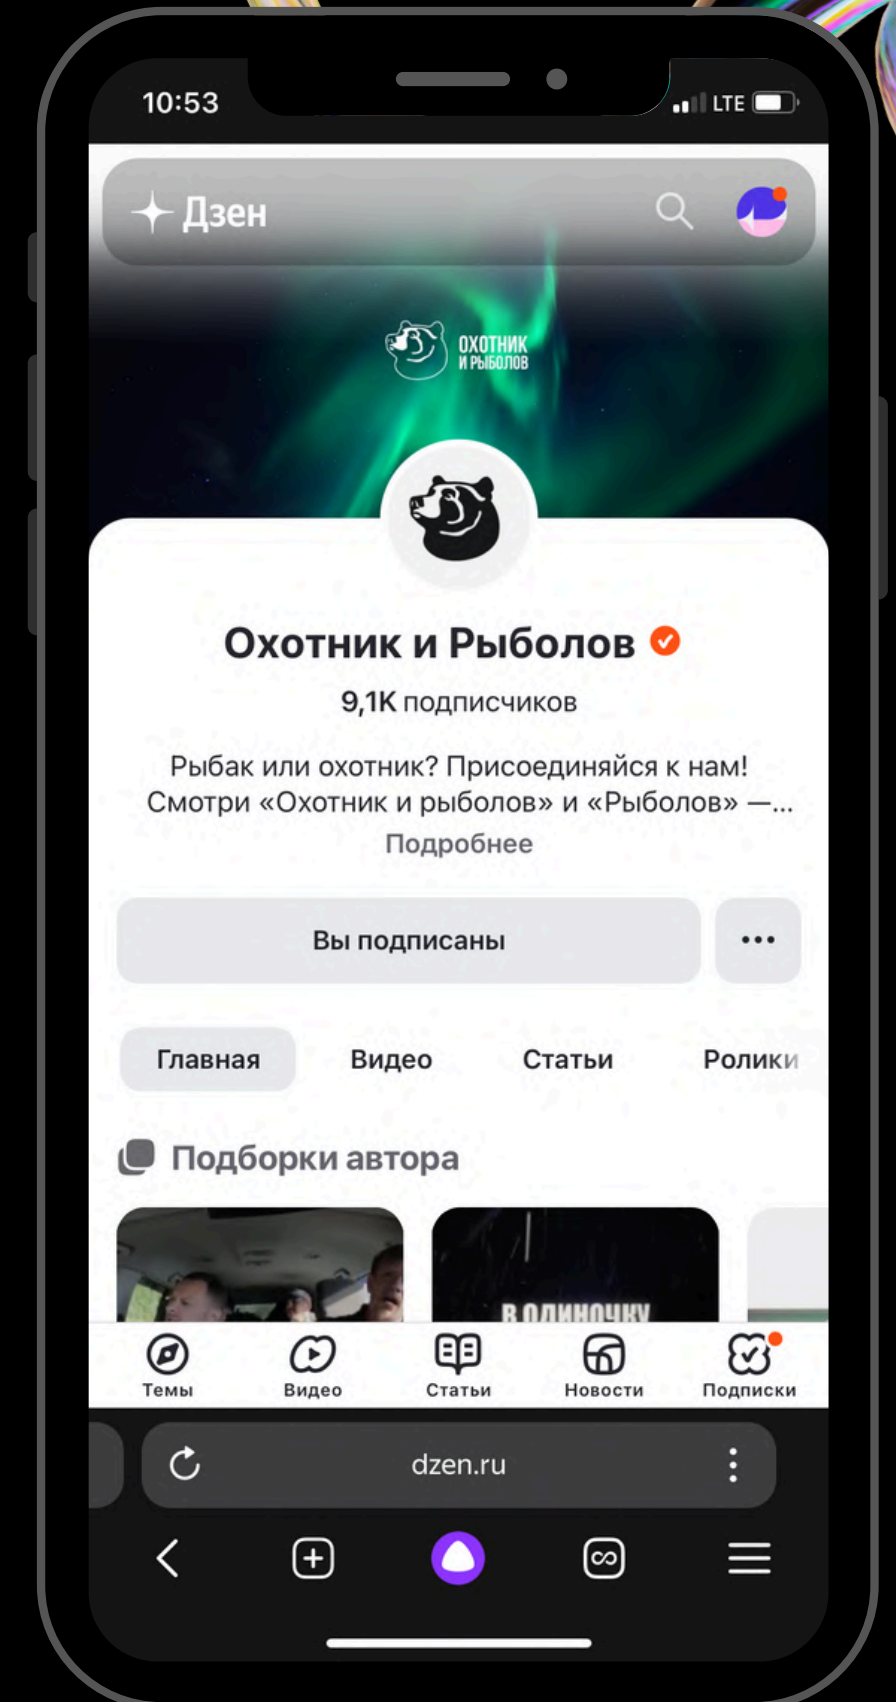 10:53
LTE
Дзен
ОХОТНИК
И РЫБОЛОВ
Охотник и Рыболов
9,1K подписчиков
Рыбак или охотник? Присоединяйся к нам!
Смотри «Охотник и рыболов» и «Рыболов» —...
Подробнее
Вы подписаны
Главная Видео Статьи Ролики
Подборки автора
В ОДИНОЧКУ
Темы Видео Статьи Новости Подписки
dzen.ru